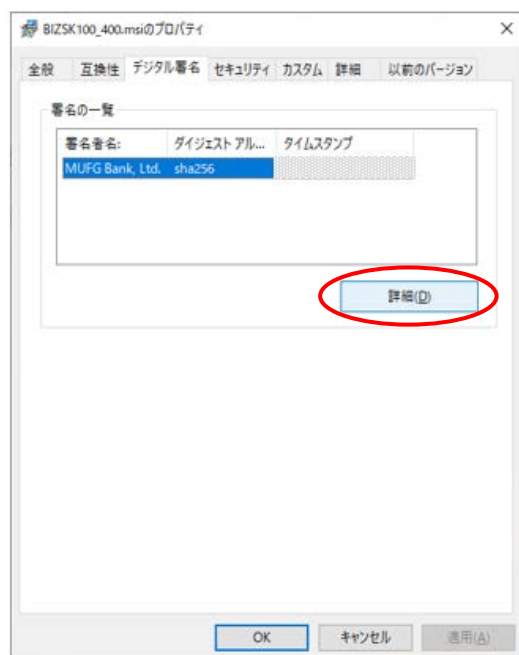 BIZSK100_400.msiのプロパティ
全般 互換性 デジタル署名 セキュリティ カスタム 詳細 以前のバージョン
署名の一覧
署名者名: ダイジェスト アル... タイムスタンプ
MUFG Bank, Ltd. sha256
詳細(D)
OK キャンセル 適用(A)